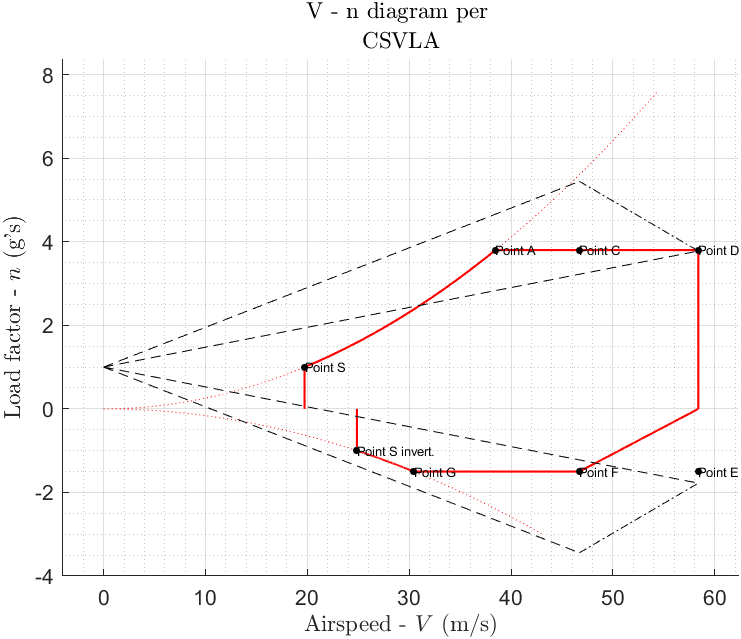 V - n diagram per
CSVLA
Load factor - n (g's)
8
6
4
2
0
-2
-4
Point A
Point C
Point D
Point S
Point S invert.
Point G
Point F
Point E
0
10
20
30
40
50
60
Airspeed - V (m/s)